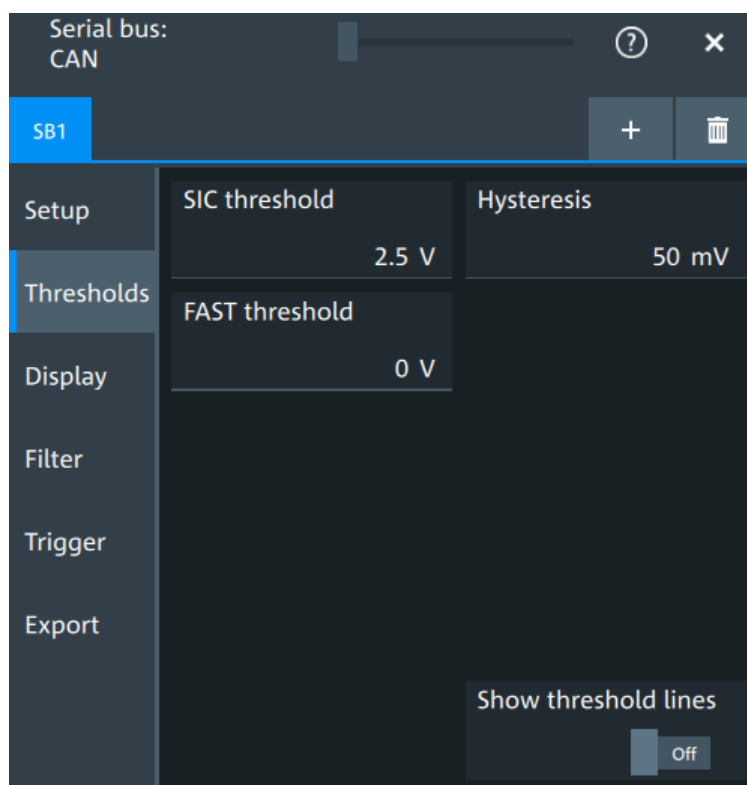 Serial bus:
CAN
?
×
SB1
+
Setup
SIC threshold
Hysteresis
2.5 V
50 mV
Thresholds
FAST threshold
0 V
Display
Filter
Trigger
Export
Show threshold lines
Off